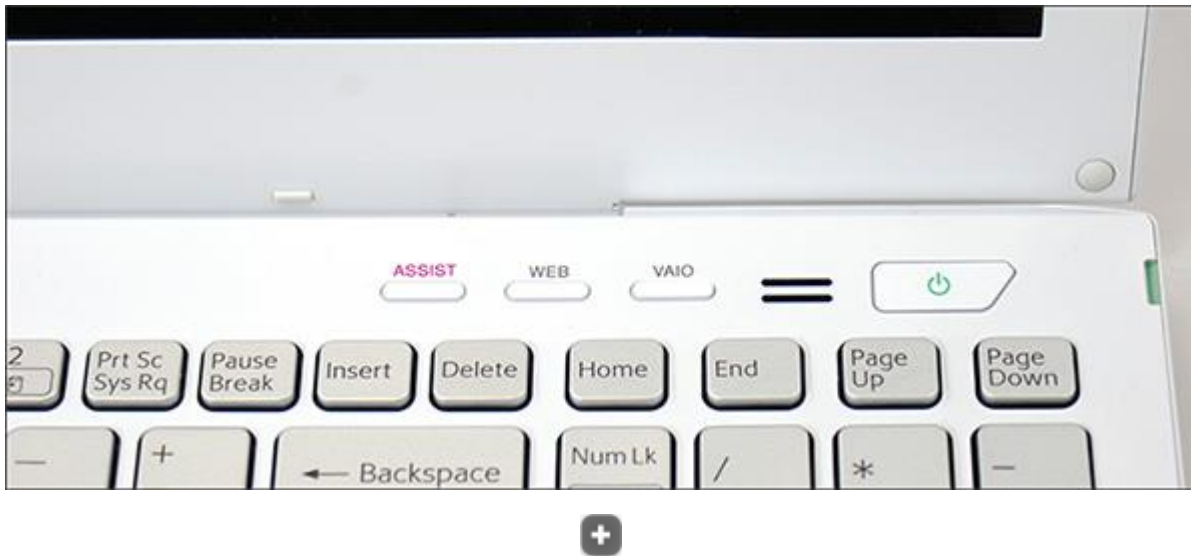 ASSIST WEB VAIO
2 Prt Sc Pause Insert Delete Home End Page Page
Sys Rq Break Up Down
— + ← Backspace Num Lk / * −